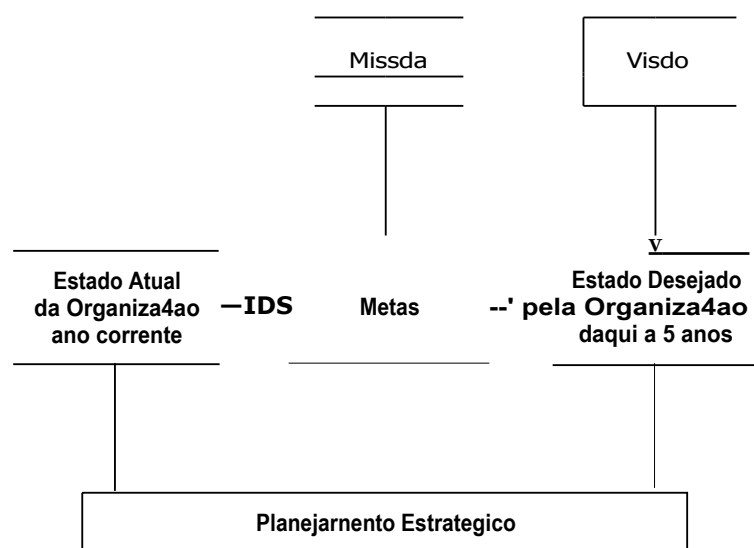 Missda
Visdo
v
Estado Atual
da Organiza4ao
ano corrente
—IDS
Metas
--' pela Organiza4ao
Estado Desejado
daqui a 5 anos
Planejarnento Estrategico